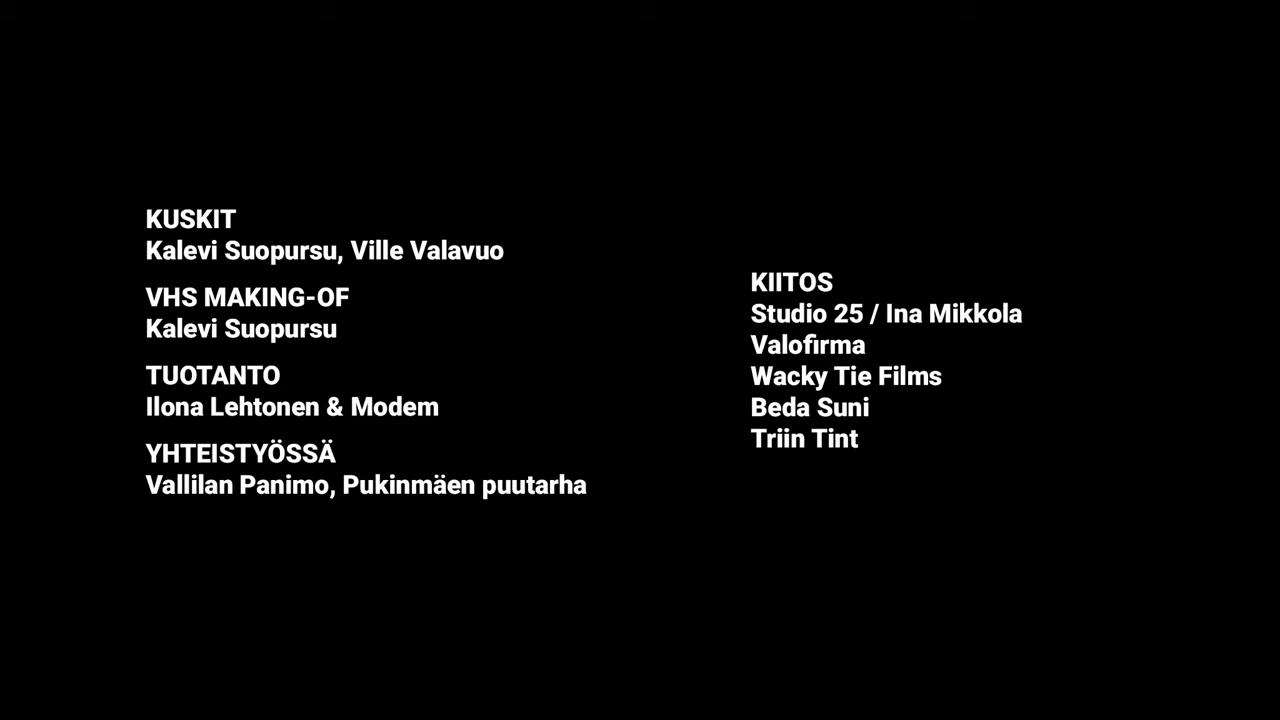 KUSKIT
Kalevi Suopursu, Ville Valavuo
VHS MAKING-OF
Kalevi Suopursu
TUOTANTO
Ilona Lehtonen & Modem
YHTEISTYÖSSÄ
Vallilan Panimo, Pukinmäen puutarha
KIITOS
Studio 25 / Ina Mikkola
Valofirma
Wacky Tie Films
Beda Suni
Triin Tint